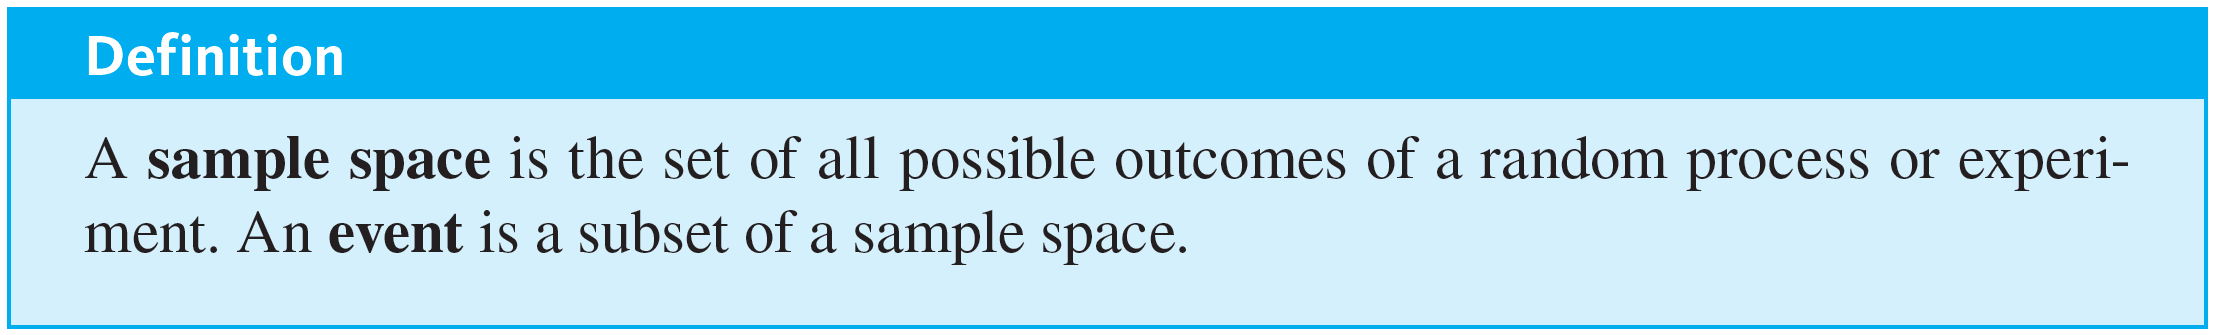 Definition
A sample space is the set of all possible outcomes of a random process or experi-
ment. An event is a subset of a sample space.